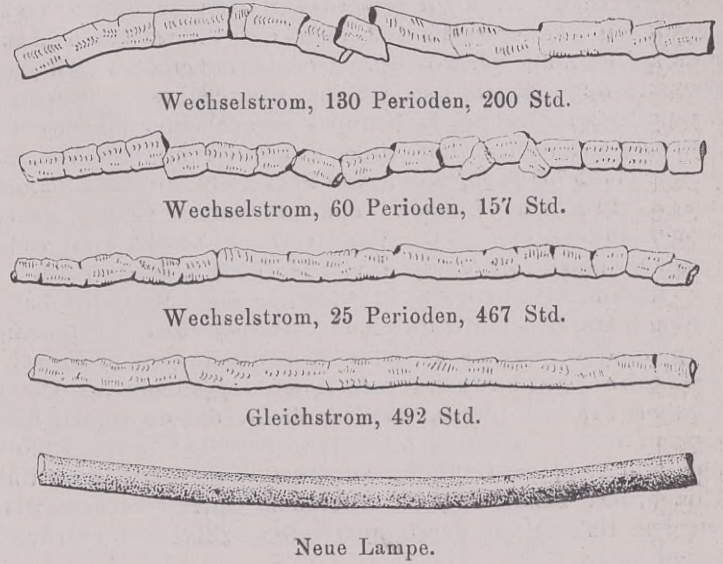 Wechselstrom, 130 Perioden, 200 Std.
Wechselstrom, 60 Perioden, 157 Std.
Wechselstrom, 25 Perioden, 467 Std.
Gleichstrom, 492 Std.
Neue Lampe.